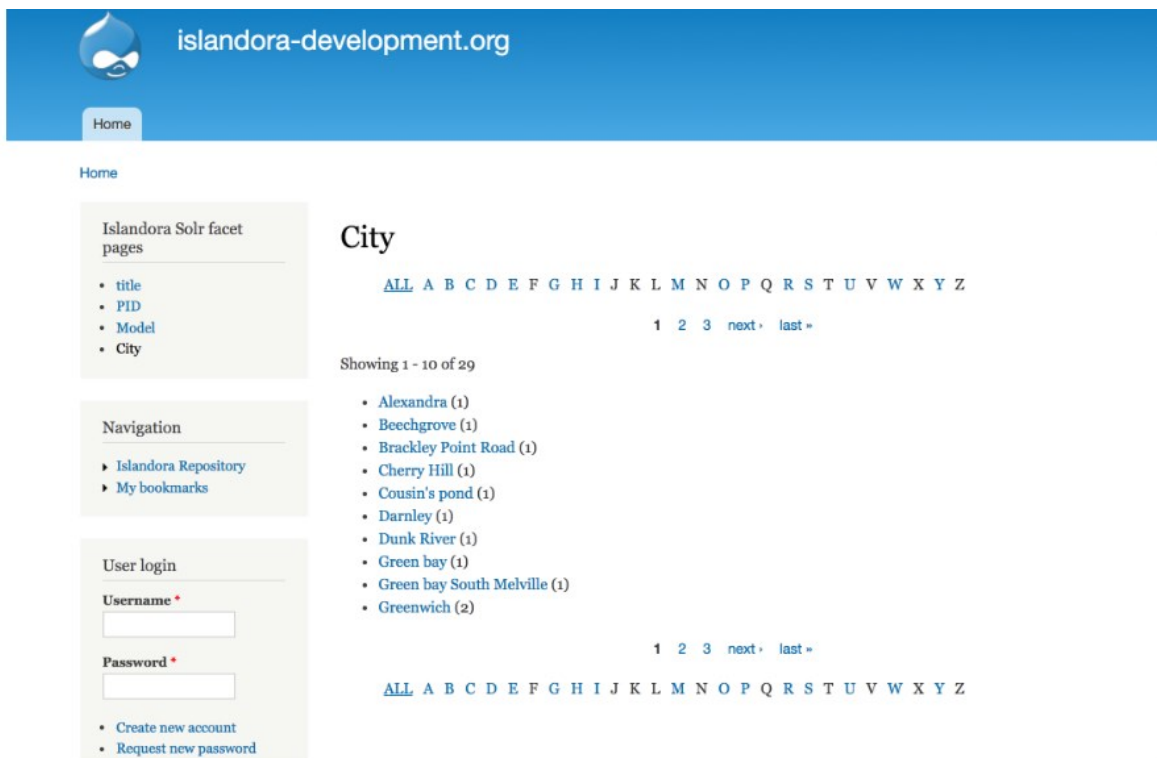 islandora-development.org
Home
Home
Islandora Solr facet
pages
title
PID
Model
City
Navigation
Islandora Repository
My bookmarks
User login
Username *
Password *
Create new account
Request new password
City
ALL A B C D E F G H I J K L M N O P Q R S T U V W X Y Z
1 2 3 next › last »
Showing 1 - 10 of 29
Alexandra (1)
Beechgrove (1)
Brackley Point Road (1)
Cherry Hill (1)
Cousin's pond (1)
Darnley (1)
Dunk River (1)
Green bay (1)
Green bay South Melville (1)
Greenwich (2)
1 2 3 next › last »
ALL A B C D E F G H I J K L M N O P Q R S T U V W X Y Z